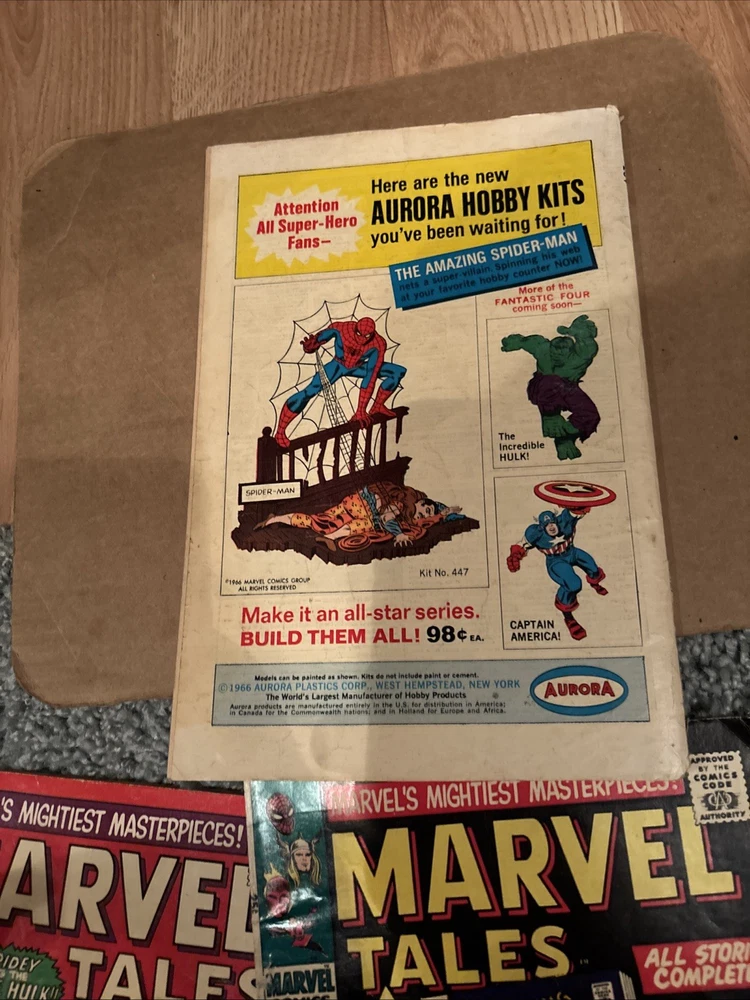 Attention
All Super-Hero
Fans—
Here are the new
AURORA HOBBY KITS
you've been waiting for!
THE AMAZING SPIDER-MAN
nets a super-villain. Spinning his web
at your favorite hobby counter NOW!
More of the
FANTASTIC FOUR
coming soon—
The
Incredible
HULK!
SPIDER-MAN
©1966 MARVEL COMICS GROUP
ALL RIGHTS RESERVED
Kit No. 447
CAPTAIN
AMERICA!
Make it an all-star series.
BUILD THEM ALL! 98¢ EA.
Models can be painted as shown. Kits do not include paint or cement.
©1966 AURORA PLASTICS CORP., WEST HEMPSTEAD, NEW YORK
The World's Largest Manufacturer of Hobby Products
Aurora products are manufactured entirely in the U.S. for distribution in America;
in Canada for the Commonwealth nations; and in Holland for Europe and Africa.
AURORA
'S MIGHTIEST MASTERPIECES!
ARVEL
TALES
IDEY
THE
HULK!!
MARVEL'S MIGHTIEST MASTERPIECES!
MARVEL
TALES
MARVEL
APPROVED
BY THE
COMICS
CODE
AUTHORITY
ALL STORI
COMPLET